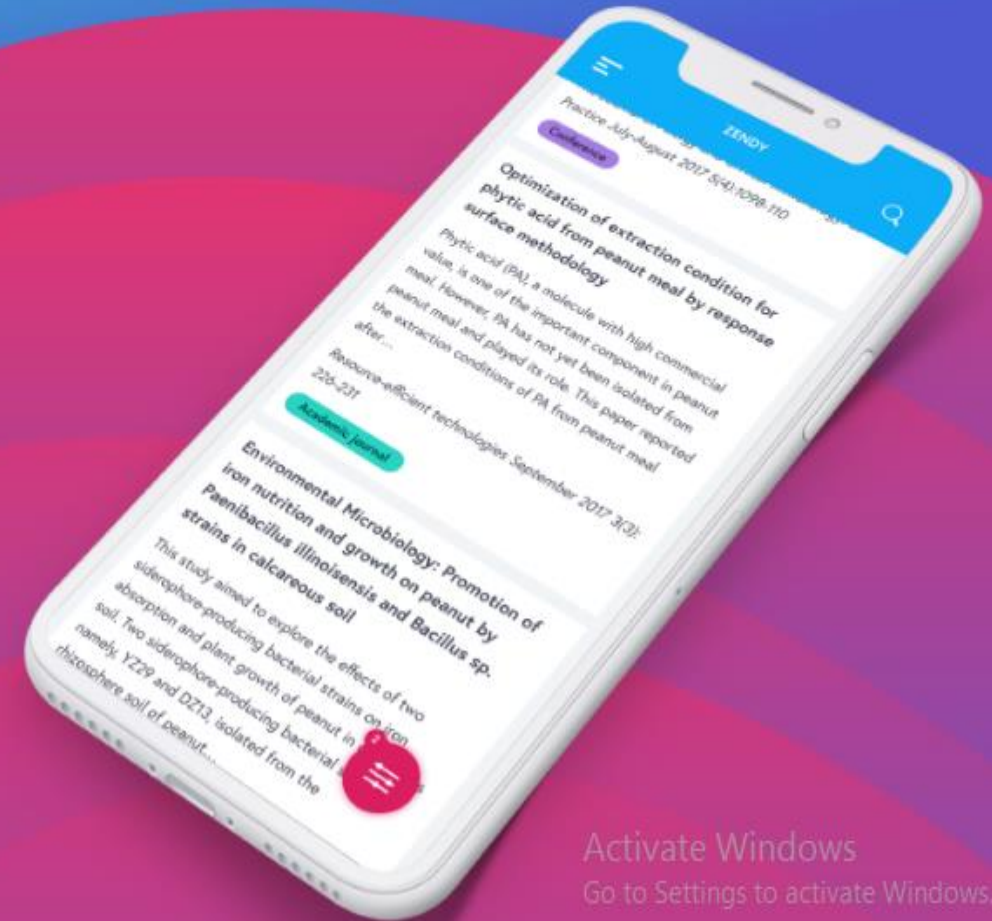 ZENDY
Practice July-August 2017 5(4):1098-110
Conference
Optimization of extraction condition for
phytic acid from peanut meal by response
surface methodology
Phytic acid (PA), a molecule with high commercial
value, is one of the important component in peanut
meal. However, PA has not yet been isolated from
peanut meal and played its role. This paper reported
the extraction conditions of PA from peanut meal
after...
Resource-efficient technologies September 2017 3(3):
226-231
Academic journal
Environmental Microbiology: Promotion of
iron nutrition and growth on peanut by
Paenibacillus illinoisensis and Bacillus sp.
strains in calcareous soil
This study aimed to explore the effects of two
siderophore-producing bacterial strains on iron
absorption and plant growth of peanut in
soil. Two siderophore-producing bacterial
namely, YZ29 and DZ13, isolated from the
rhizosphere soil of peanut...
Activate Windows
Go to Settings to activate Windows.